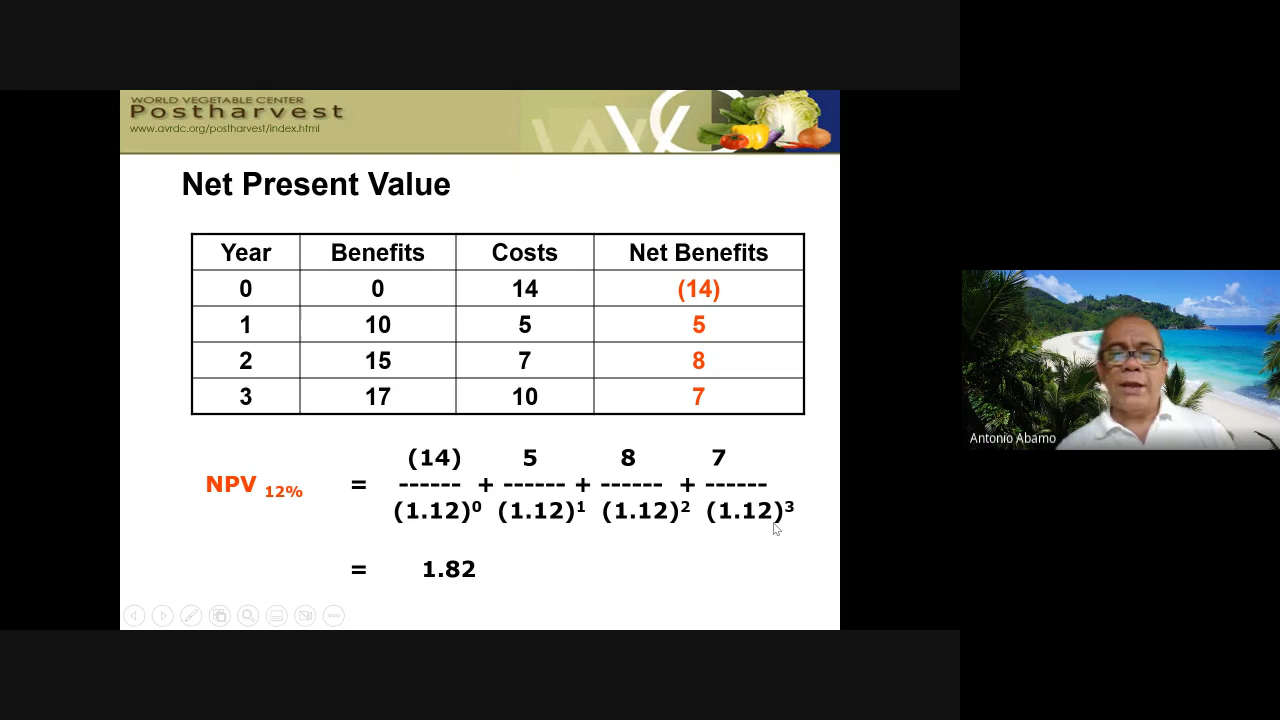 WORLD VEGETABLE CENTER
Postharvest
www.avrdc.org/postharvest/index.html
Net Present Value
Year Benefits Costs Net Benefits
0 0 14 (14)
1 10 5 5
2 15 7 8
3 17 10 7
(14) 5 8 7
NPV 12% = ------ + ------ + ------ + ------
(1.12)0 (1.12)1 (1.12)2 (1.12)3
= 1.82
Antonio Abamo